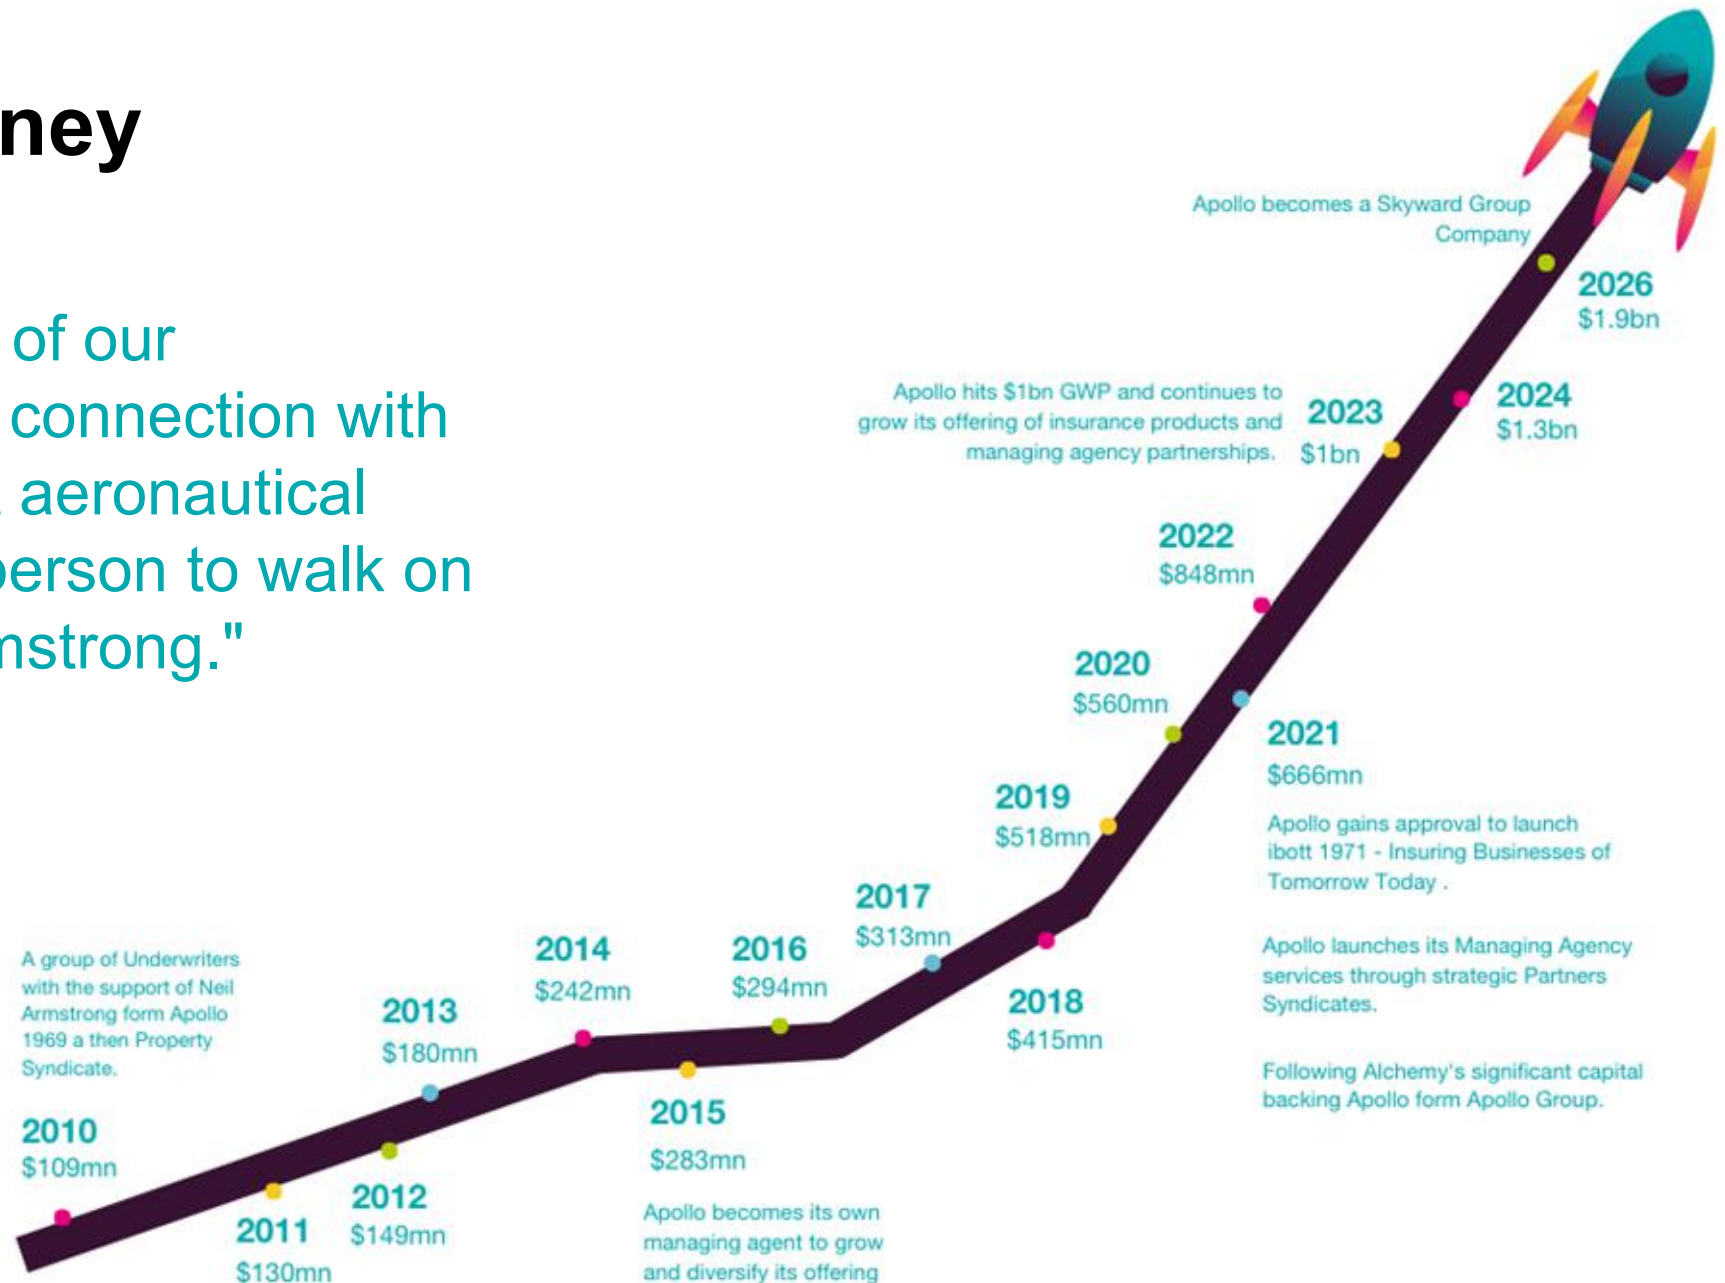 ney
of our
connection with
aeronautical
person to walk on
mstrong."
Apollo becomes a Skyward Group
Company
2026
$1.9bn
2024
$1.3bn
Apollo hits $1bn GWP and continues to
grow its offering of insurance products and
managing agency partnerships.
2023
$1bn
2022
$848mn
2020
$560mn
2021
$666mn
Apollo gains approval to launch
ibott 1971 - Insuring Businesses of
Tomorrow Today .
Apollo launches its Managing Agency
services through strategic Partners
Syndicates.
Following Alchemy's significant capital
backing Apollo form Apollo Group.
2019
$518mn
2018
$415mn
2017
$313mn
2016
$294mn
2015
$283mn
Apollo becomes its own
managing agent to grow
and diversify its offering
2014
$242mn
2013
$180mn
2012
$149mn
2011
$130mn
A group of Underwriters
with the support of Neil
Armstrong form Apollo
1969 a then Property
Syndicate.
2010
$109mn